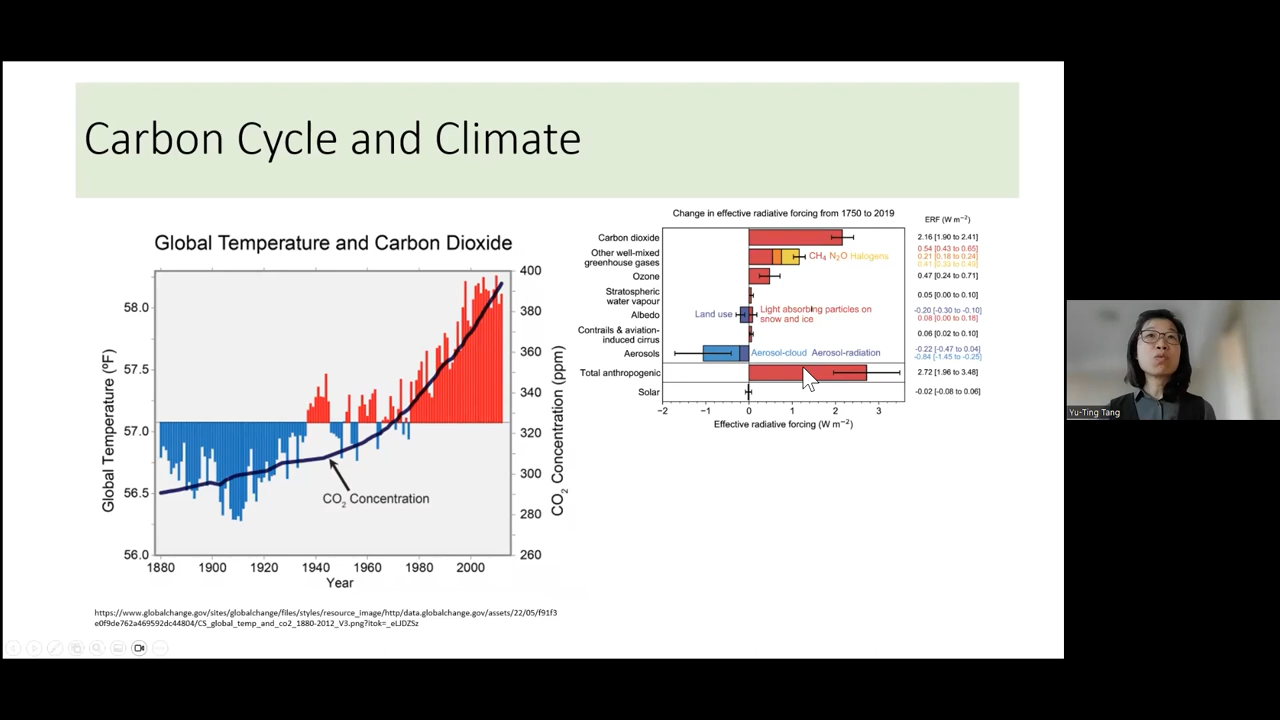 Carbon Cycle and Climate
Global Temperature and Carbon Dioxide
Global Temperature (ºF)
58.0
57.5
57.0
56.5
56.0
CO2 Concentration (ppm)
400
380
360
340
320
300
280
260
CO2 Concentration
1880
1900
1920
1940
1960
1980
2000
Year
https://www.globalchange.gov/sites/globalchange/files/styles/resource_image/http/data.globalchange.gov/assets/22/05/f91f3
e0f9de762a469592dc44804/CS_global_temp_and_co2_1880-2012_V3.png?itok=_eLJDZSz
Change in effective radiative forcing from 1750 to 2019
ERF (W m−2)
Carbon dioxide
2.16 [1.90 to 2.41]
Other well-mixed
greenhouse gases
CH4 N2O Halogens
0.54 [0.43 to 0.65]
0.21 [0.18 to 0.24]
0.41 [0.33 to 0.49]
Ozone
0.47 [0.24 to 0.71]
Stratospheric
water vapour
0.05 [0.00 to 0.10]
Albedo
Land use
Light absorbing particles on
snow and ice
-0.20 [-0.30 to -0.10]
0.08 [0.00 to 0.18]
Contrails & aviation-
induced cirrus
0.06 [0.02 to 0.10]
Aerosols
Aerosol-cloud Aerosol-radiation
-0.22 [-0.47 to 0.04]
-0.84 [-1.45 to -0.25]
Total anthropogenic
2.72 [1.96 to 3.48]
Solar
-0.02 [-0.08 to 0.06]
−2
−1
0
1
2
3
Effective radiative forcing (W m−2)
Yu-Ting Tang